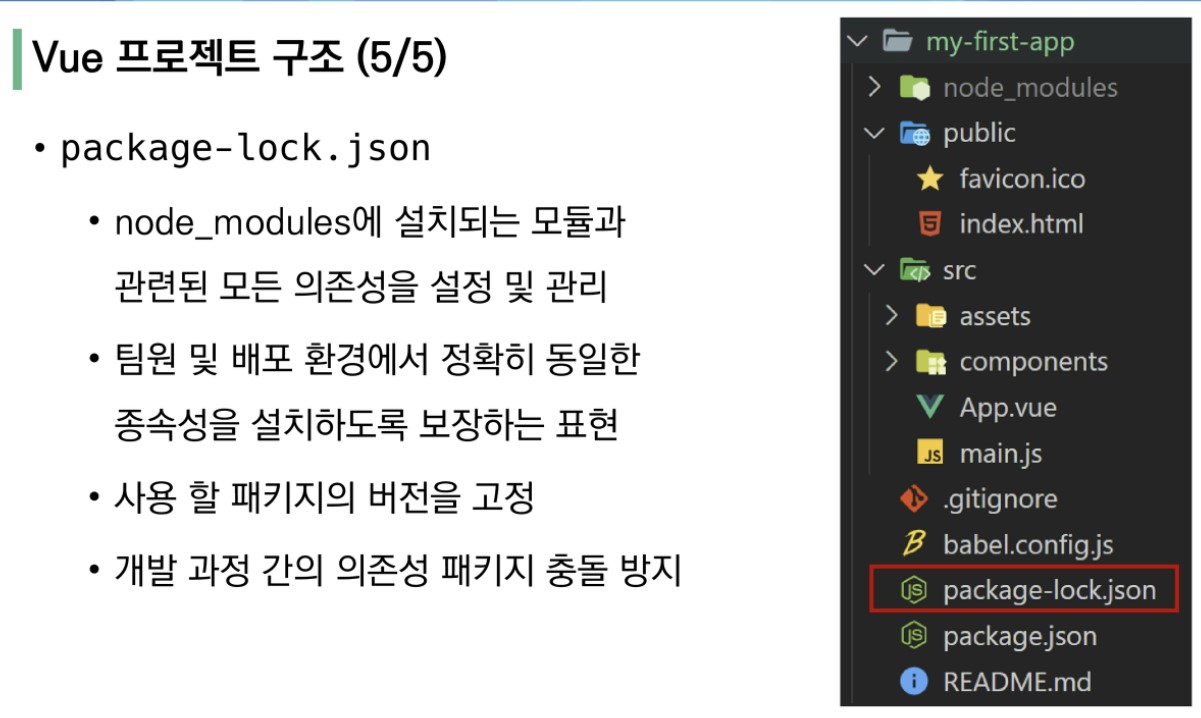 Vue 프로젝트 구조 (5/5)
• package-lock.json
• node_modules에 설치되는 모듈과
관련된 모든 의존성을 설정 및 관리
• 팀원 및 배포 환경에서 정확히 동일한
종속성을 설치하도록 보장하는 표현
• 사용 할 패키지의 버전을 고정
• 개발 과정 간의 의존성 패키지 충돌 방지
my-first-app
node_modules
public
favicon.ico
index.html
src
assets
components
App.vue
main.js
.gitignore
babel.config.js
package-lock.json
package.json
README.md